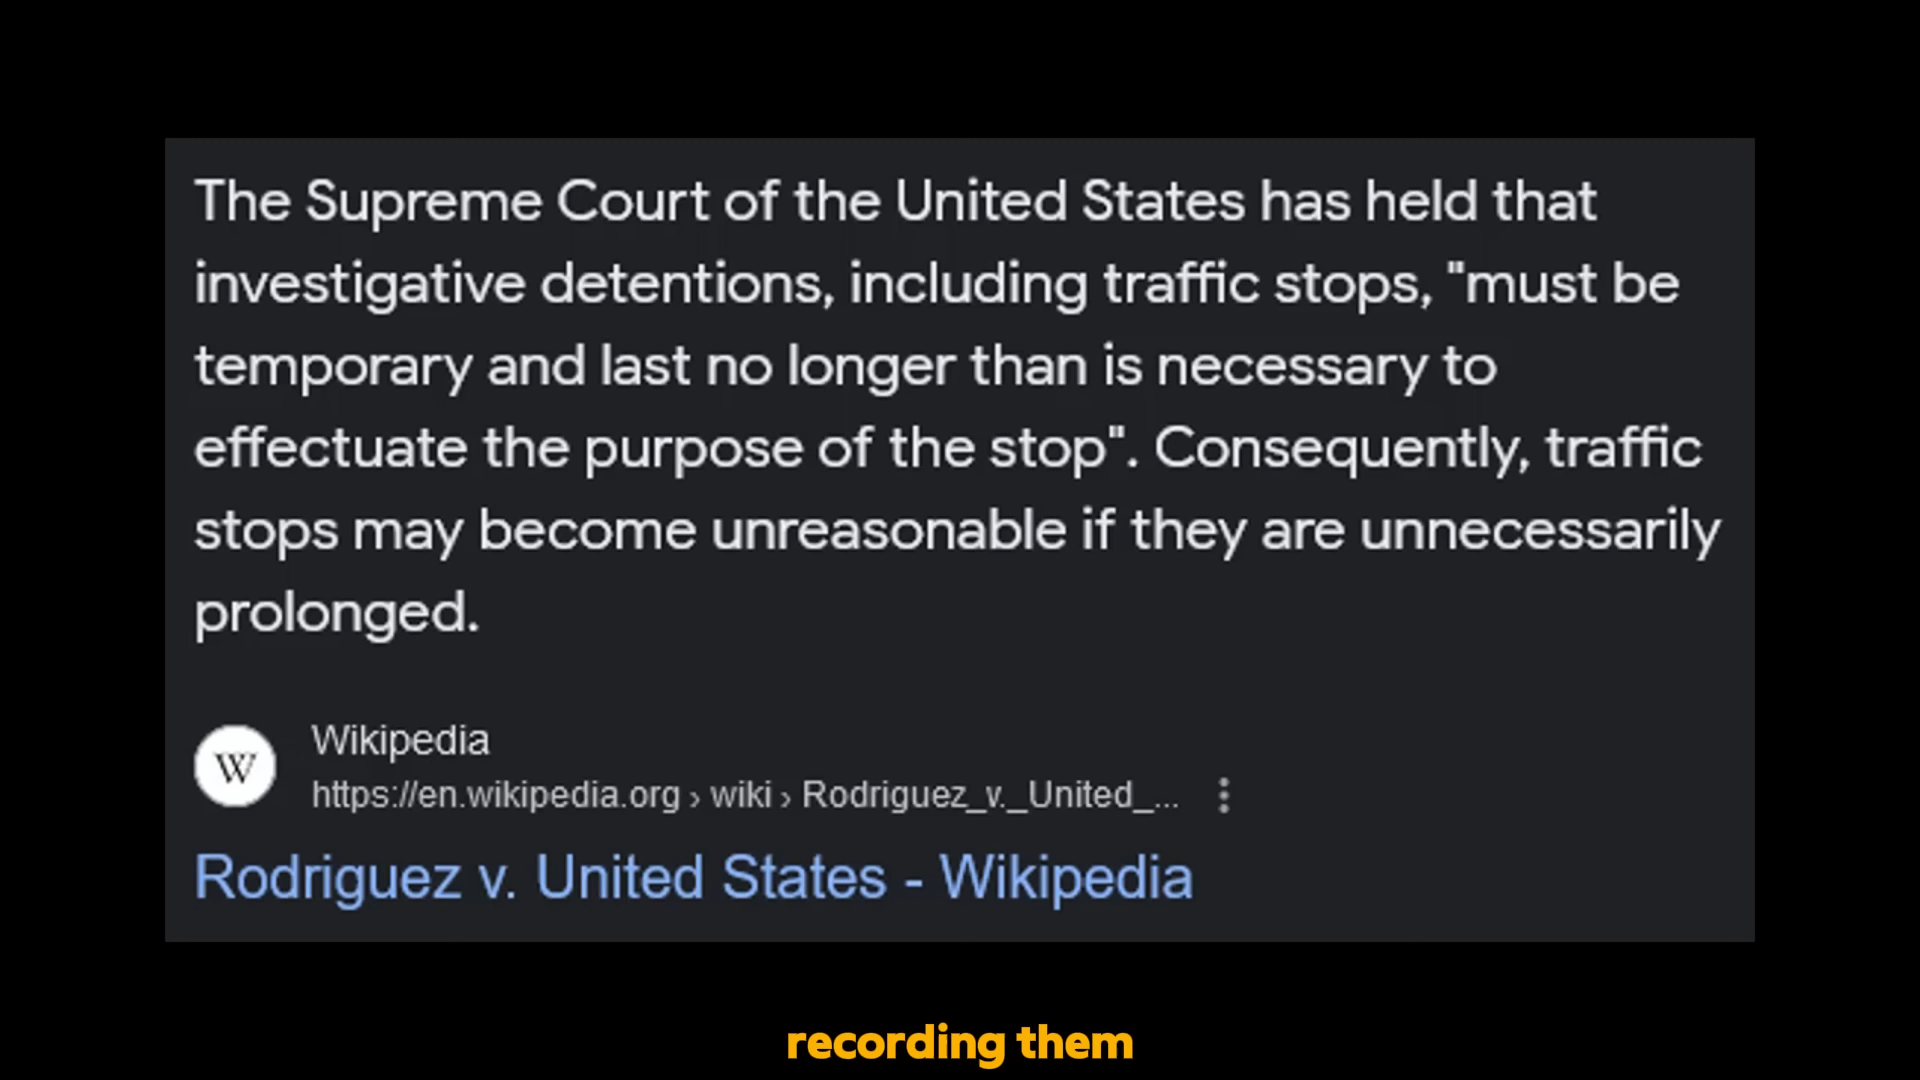 The Supreme Court of the United States has held that
investigative detentions, including traffic stops, "must be
temporary and last no longer than is necessary to
effectuate the purpose of the stop". Consequently, traffic
stops may become unreasonable if they are unnecessarily
prolonged.
W
Wikipedia
https://en.wikipedia.org › wiki › Rodriguez_v._United_...
Rodriguez v. United States - Wikipedia
recording them